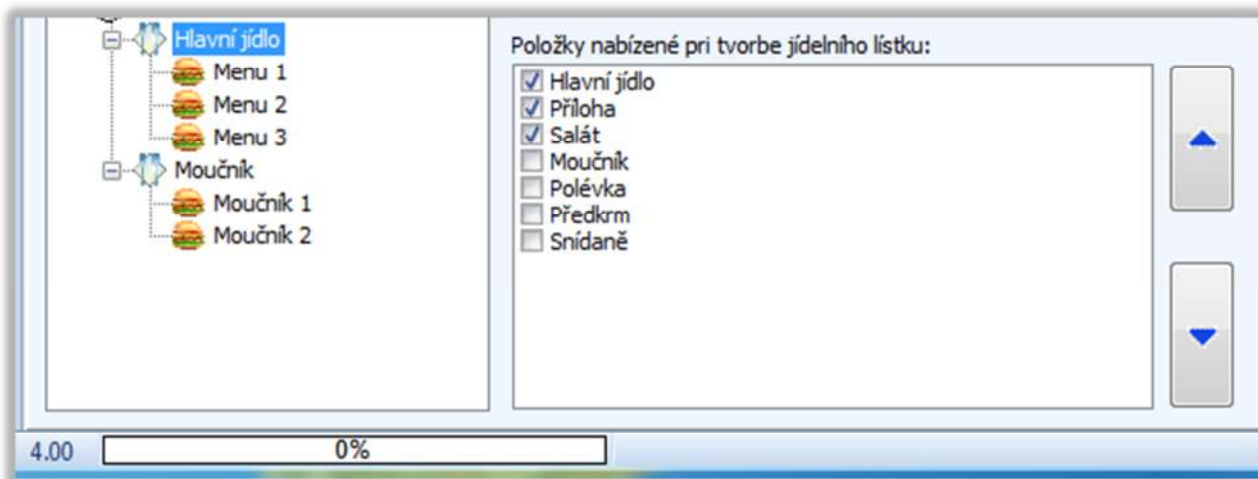 Hlavní jídlo
Menu 1
Menu 2
Menu 3
Moučník
Moučník 1
Moučník 2
Položky nabízené pri tvorbe jídelního lístku:
Hlavní jídlo
Příloha
Salát
Moučník
Polévka
Předkrm
Snídaně
4.00
0%